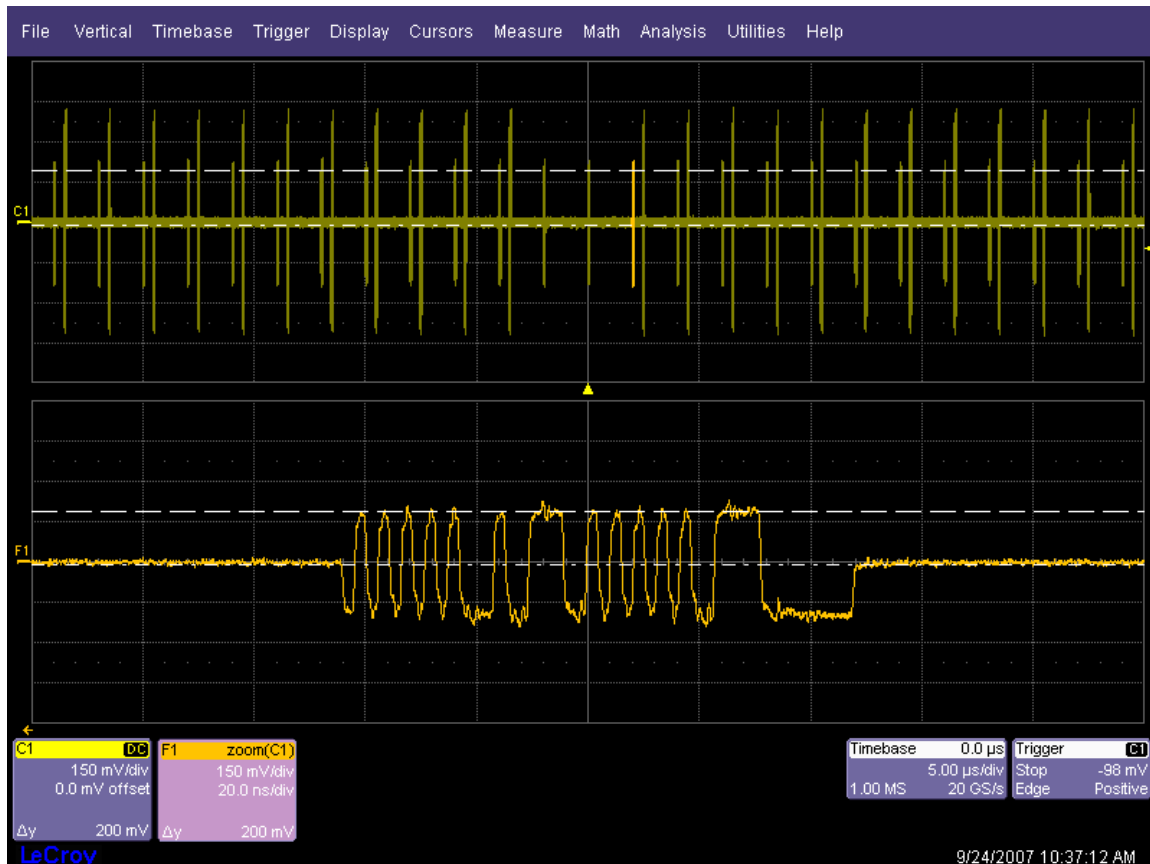 File Vertical Timebase Trigger Display Cursors Measure Math Analysis Utilities Help
C1
F1
C1 DC
150 mV/div
0.0 mV offset
Δy 200 mV
F1 zoom(C1)
150 mV/div
20.0 ns/div
Δy 200 mV
Timebase 0.0 µs
5.00 µs/div
1.00 MS 20 GS/s
Trigger C1
Stop -98 mV
Edge Positive
LeCroy
9/24/2007 10:37:12 AM